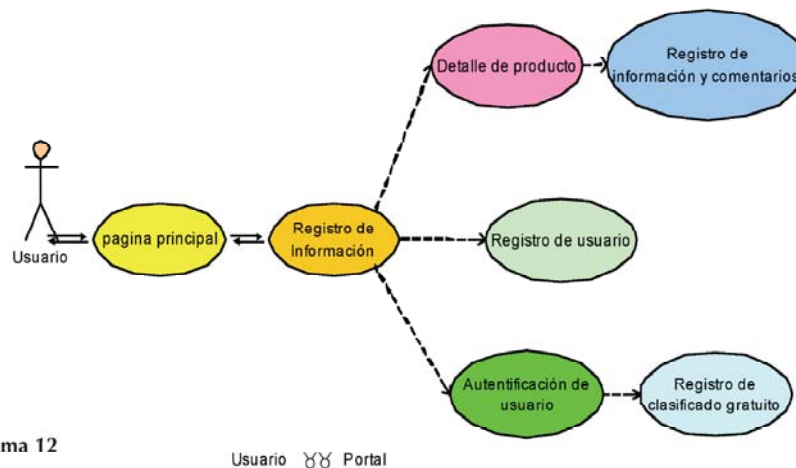 Detalle de producto
Registro de
información y comentarios
Usuario
pagina principal
Registro de
Información
Registro de usuario
Autentificación de
usuario
Registro de
clasificado gratuito
ma 12
Usuario
Portal